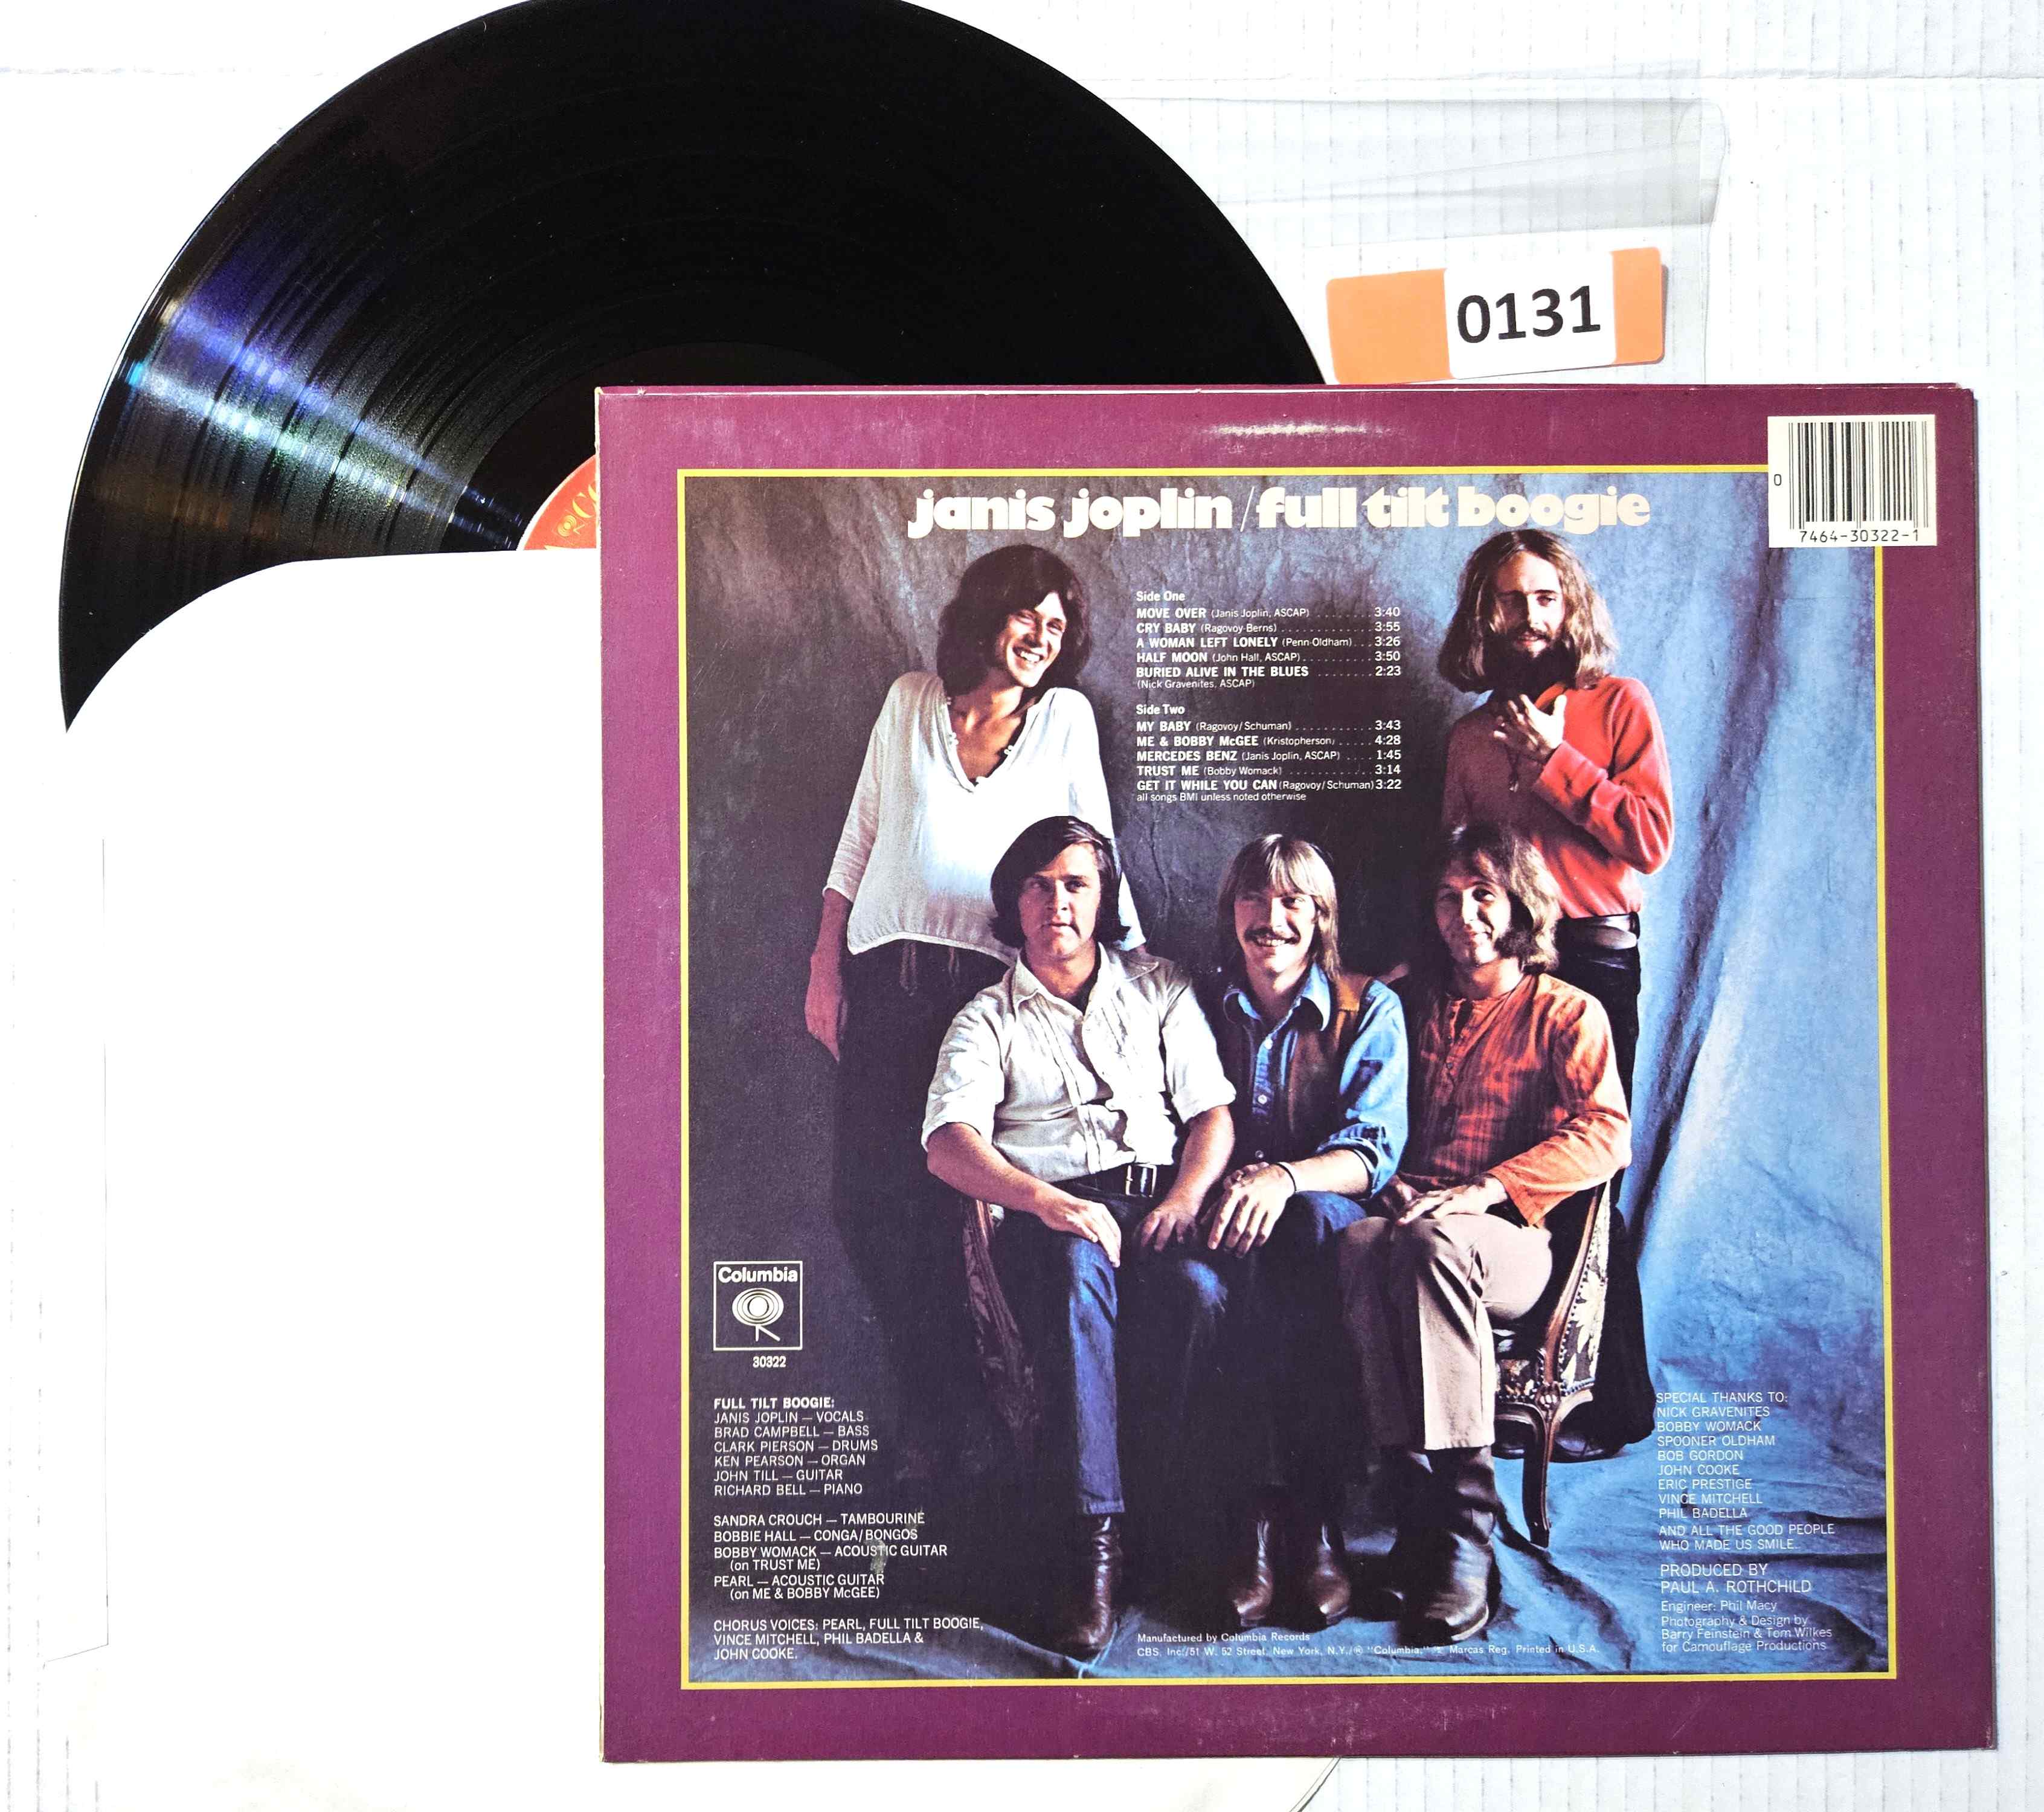 0131
0
7464-30322-1
janis joplin/full tilt boogie
Side One
MOVE OVER (Janis Joplin, ASCAP) ........ 3:40
CRY BABY (Ragovoy-Berns) ............ 3:55
A WOMAN LEFT LONELY (Penn-Oldham) ... 3:26
HALF MOON (John Hall, ASCAP) ......... 3:50
BURIED ALIVE IN THE BLUES ........ 2:23
(Nick Gravenites, ASCAP)
Side Two
MY BABY (Ragovoy/Schuman) .......... 3:43
ME & BOBBY McGEE (Kristopherson) ..... 4:28
MERCEDES BENZ (Janis Joplin, ASCAP) .... 1:45
TRUST ME (Bobby Womack) ............ 3:14
GET IT WHILE YOU CAN (Ragovoy/Schuman) 3:22
all songs BMI unless noted otherwise
Columbia
30322
FULL TILT BOOGIE:
JANIS JOPLIN — VOCALS
BRAD CAMPBELL — BASS
CLARK PIERSON — DRUMS
KEN PEARSON — ORGAN
JOHN TILL — GUITAR
RICHARD BELL — PIANO
SANDRA CROUCH — TAMBOURINE
BOBBIE HALL — CONGA/BONGOS
BOBBY WOMACK — ACOUSTIC GUITAR
(on TRUST ME)
PEARL — ACOUSTIC GUITAR
(on ME & BOBBY McGEE)
CHORUS VOICES: PEARL, FULL TILT BOOGIE,
VINCE MITCHELL, PHIL BADELLA &
JOHN COOKE.
Manufactured by Columbia Records
CBS, Inc./51 W. 52 Street, New York, N.Y./® "Columbia," Marcas Reg. Printed in U.S.A.
SPECIAL THANKS TO:
NICK GRAVENITES
BOBBY WOMACK
SPOONER OLDHAM
BOB GORDON
JOHN COOKE
ERIC PRESTIGE
VINCE MITCHELL
PHIL BADELLA
AND ALL THE GOOD PEOPLE
WHO MADE US SMILE.
PRODUCED BY
PAUL A. ROTHCHILD
Engineer: Phil Macy
Photography & Design by
Barry Feinstein & Tom Wilkes
for Camouflage Productions